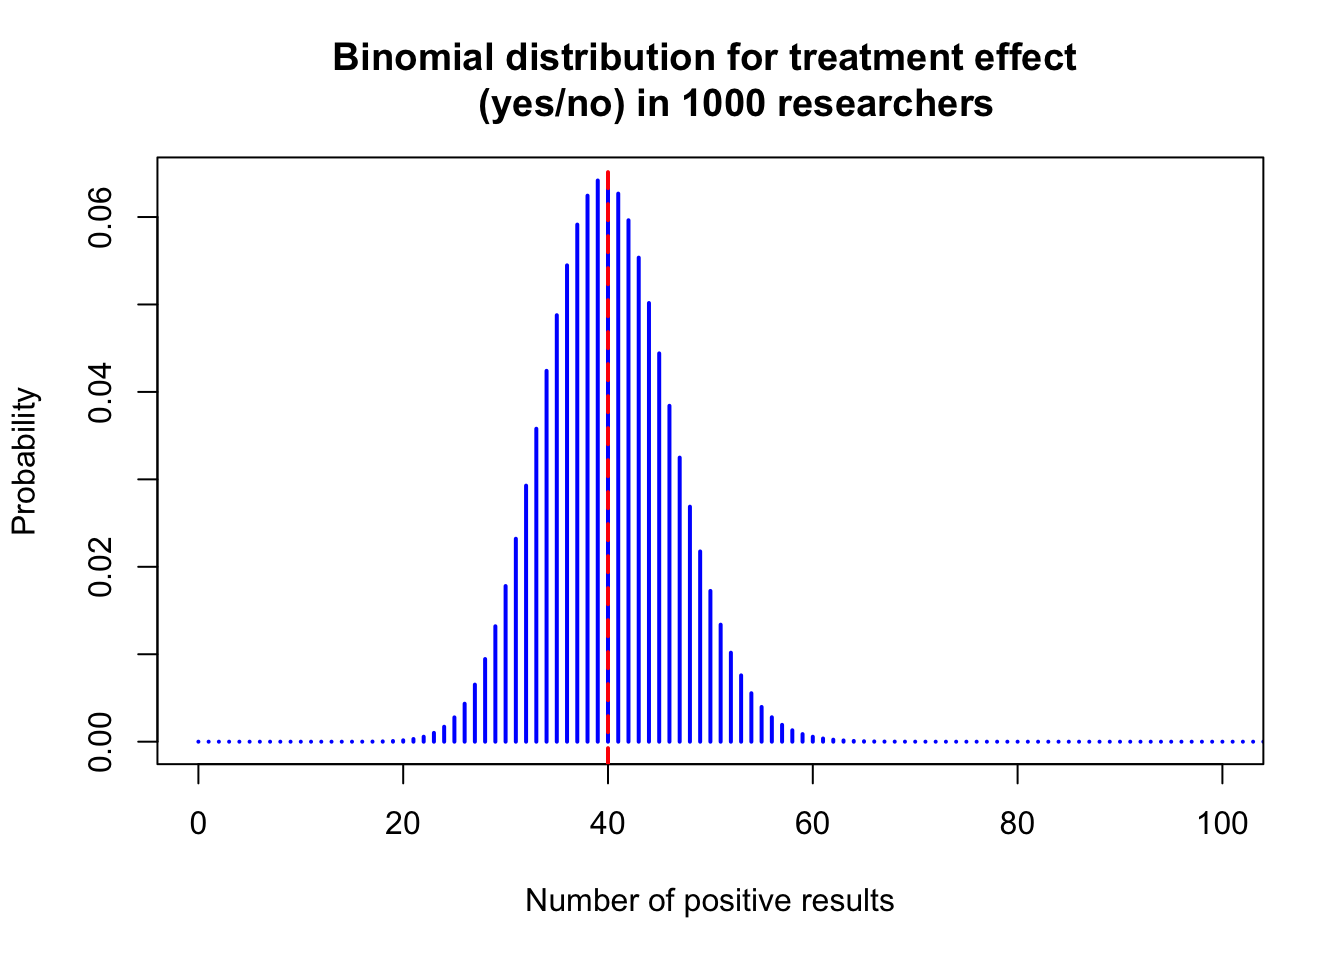 Binomial distribution for treatment effect
(yes/no) in 1000 researchers
Probability
0.06
0.04
0.02
0.00
0 20 40 60 80 100
Number of positive results